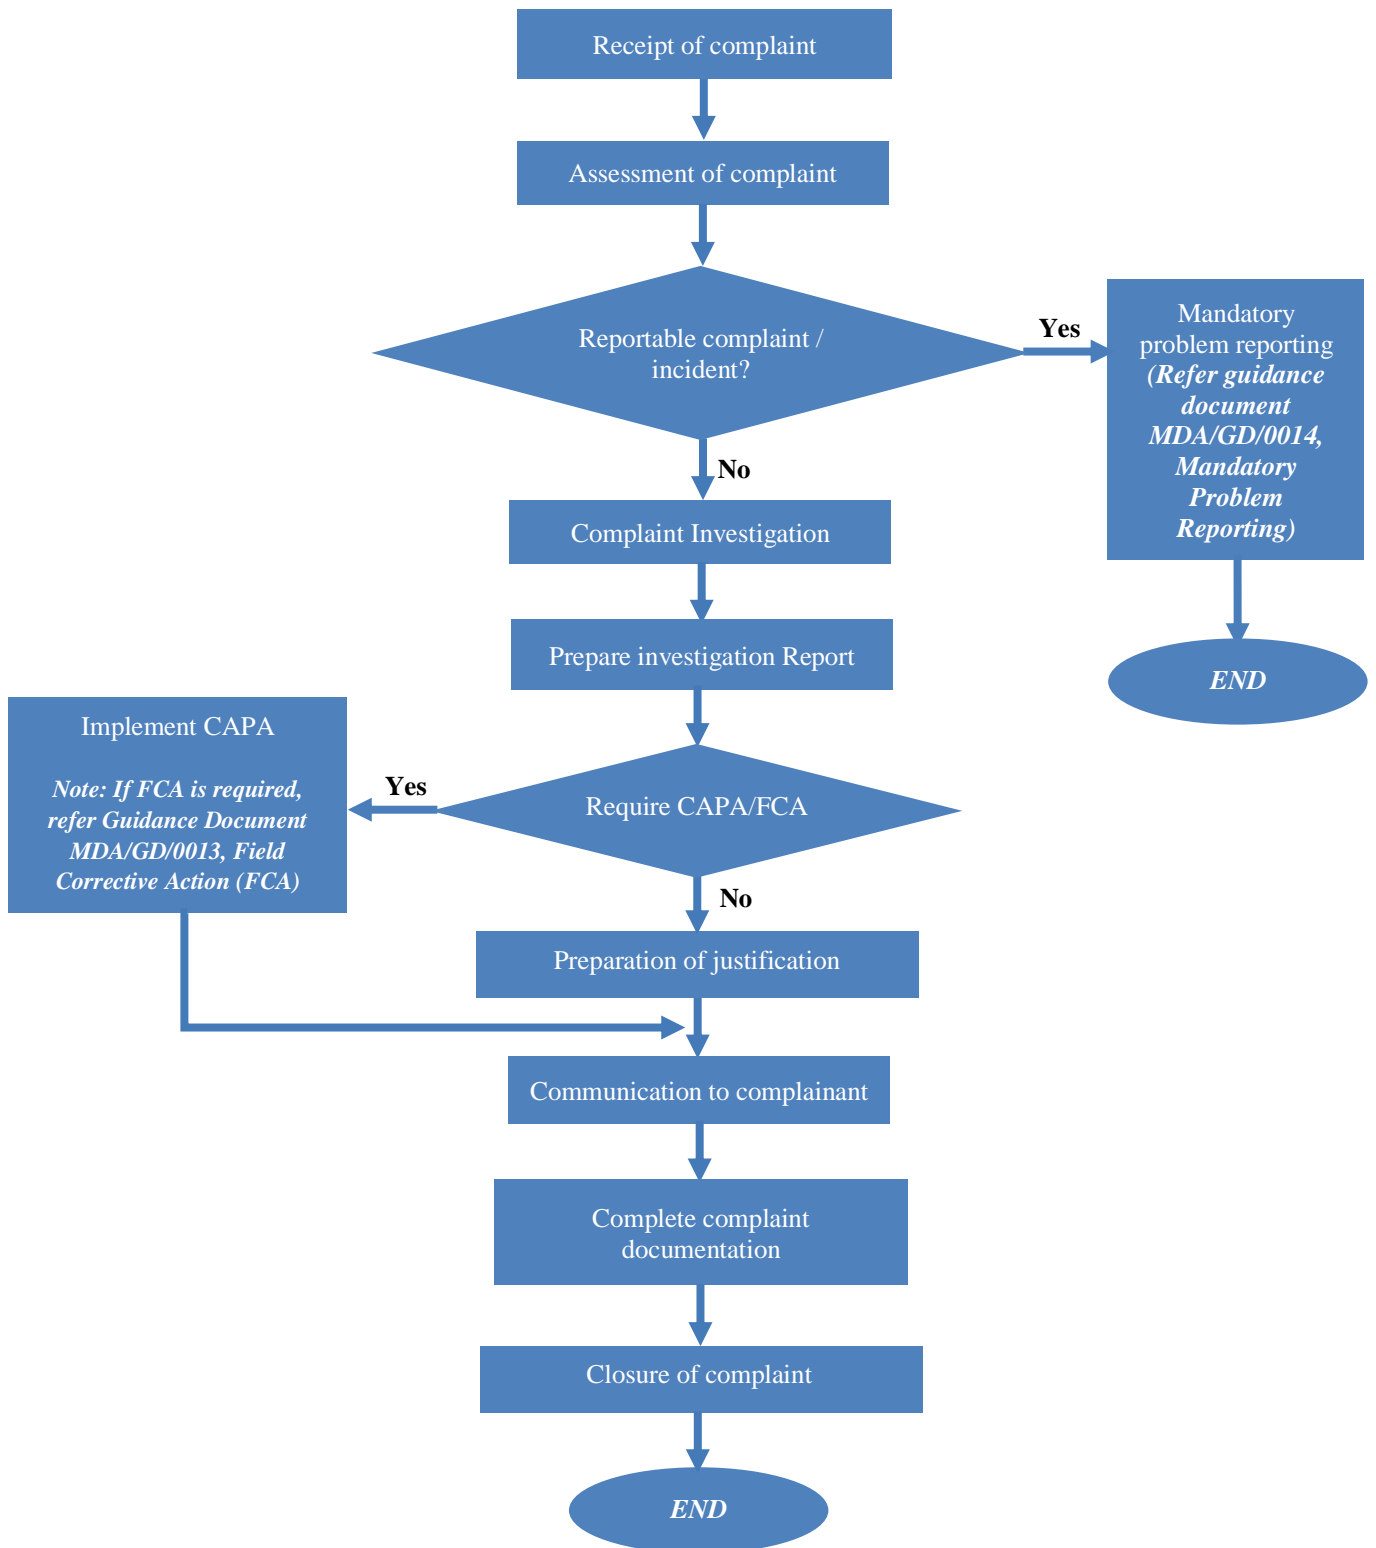 Receipt of complaint
Assessment of complaint
Reportable complaint /
incident?
Yes
Mandatory
problem reporting
(Refer guidance
document
MDA/GD/0014,
Mandatory
Problem
Reporting)
END
No
Complaint Investigation
Prepare investigation Report
Require CAPA/FCA
Yes
Implement CAPA
Note: If FCA is required,
refer Guidance Document
MDA/GD/0013, Field
Corrective Action (FCA)
No
Preparation of justification
Communication to complainant
Complete complaint
documentation
Closure of complaint
END